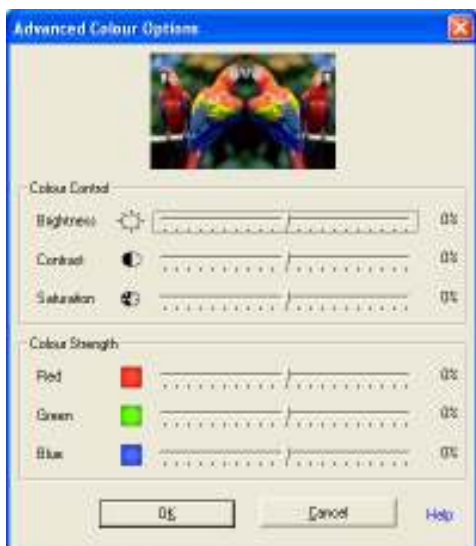 Advanced Colour Options
Colour Control
Brightness 0%
Contrast 0%
Saturation 0%
Colour Strength
Red 0%
Green 0%
Blue 0%
OK Cancel Help